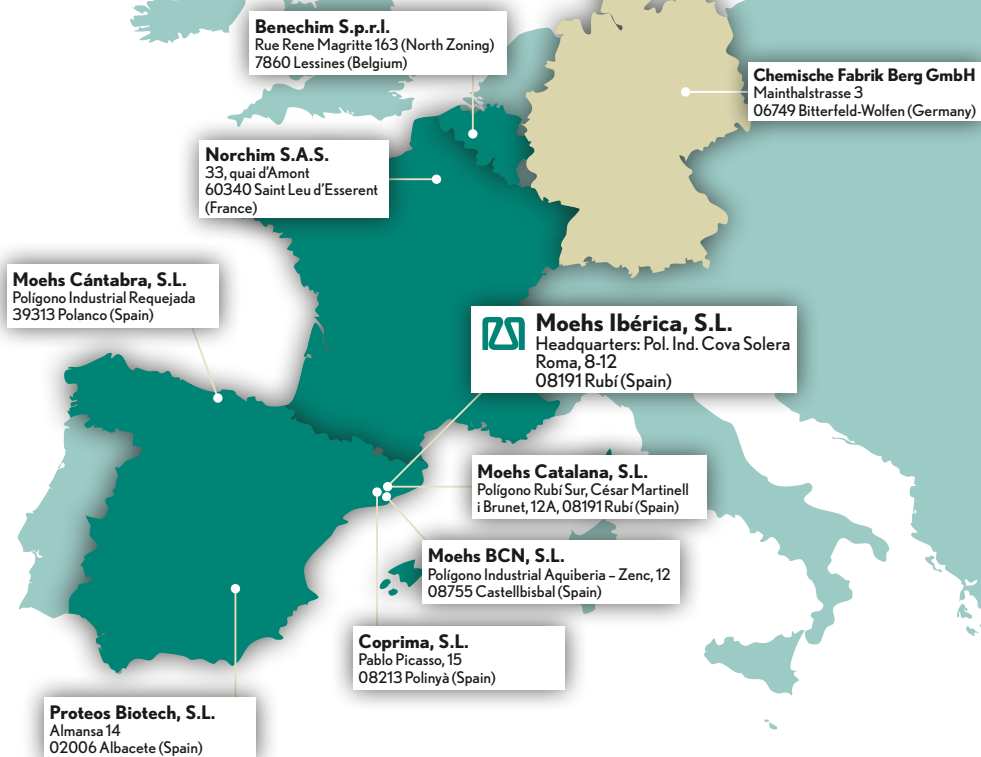 Benechim S.p.r.l.
Rue Rene Magritte 163 (North Zoning)
7860 Lessines (Belgium)
Chemische Fabrik Berg GmbH
Mainthalstrasse 3
06749 Bitterfeld-Wolfen (Germany)
Norchim S.A.S.
33, quai d'Amont
60340 Saint Leu d'Esserent
(France)
Moehs Cántabra, S.L.
Polígono Industrial Requejada
39313 Polanco (Spain)
Moehs Ibérica, S.L.
Headquarters: Pol. Ind. Cova Solera
Roma, 8-12
08191 Rubí (Spain)
Moehs Catalana, S.L.
Polígono Rubí Sur, César Martinell
i Brunet, 12A, 08191 Rubí (Spain)
Moehs BCN, S.L.
Polígono Industrial Aquiberia – Zenc, 12
08755 Castellbisbal (Spain)
Coprima, S.L.
Pablo Picasso, 15
08213 Polinyà (Spain)
Proteos Biotech, S.L.
Almansa 14
02006 Albacete (Spain)